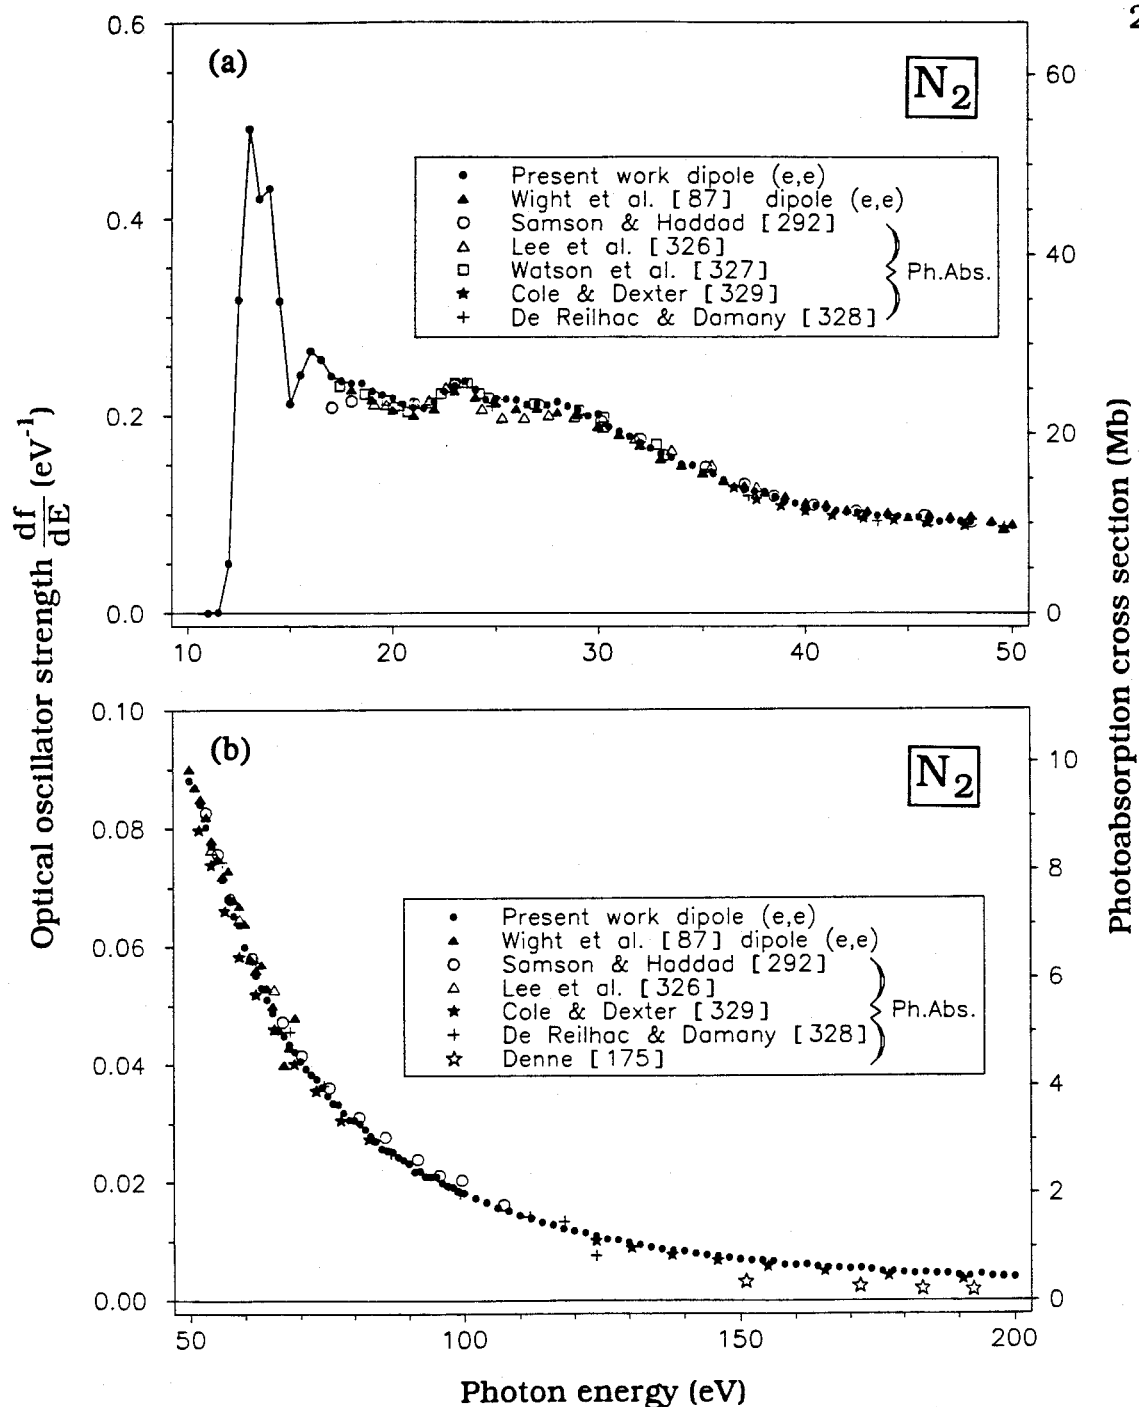 2
0.6
(a)
N2
60
Present work dipole (e,e)
Wight et al. [87] dipole (e,e)
Samson & Haddad [292]
Lee et al. [326]
Watson et al. [327]
Cole & Dexter [329]
De Reilhac & Damany [328]
Ph.Abs.
0.4
40
0.2
20
0.0
0
10 20 30 40 50
Optical oscillator strength df/dE (eV-1)
Photoabsorption cross section (Mb)
0.10
(b)
N2
10
0.08
8
Present work dipole (e,e)
Wight et al. [87] dipole (e,e)
Samson & Haddad [292]
Lee et al. [326]
Cole & Dexter [329]
De Reilhac & Damany [328]
Denne [175]
Ph.Abs.
0.06
6
0.04
4
0.02
2
0.00
0
50 100 150 200
Photon energy (eV)